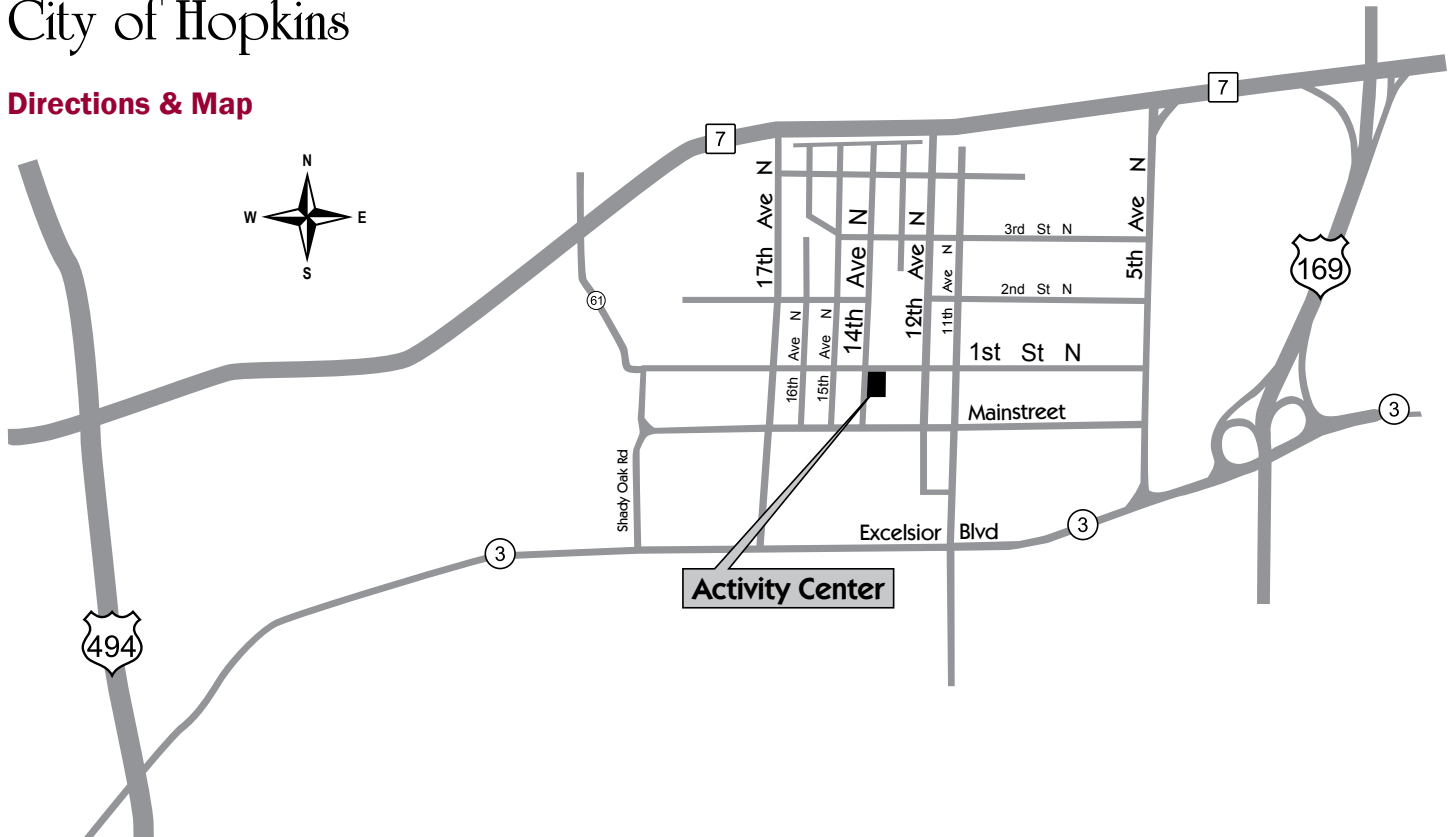 City of Hopkins
Directions & Map
N
W E
S
7
7
17th Ave N
14th Ave N
12th Ave N
11th Ave N
5th Ave N
3rd St N
2nd St N
169
61
16th Ave N
15th Ave N
1st St N
Mainstreet
3
Shady Oak Rd
Excelsior Blvd
3
3
Activity Center
494